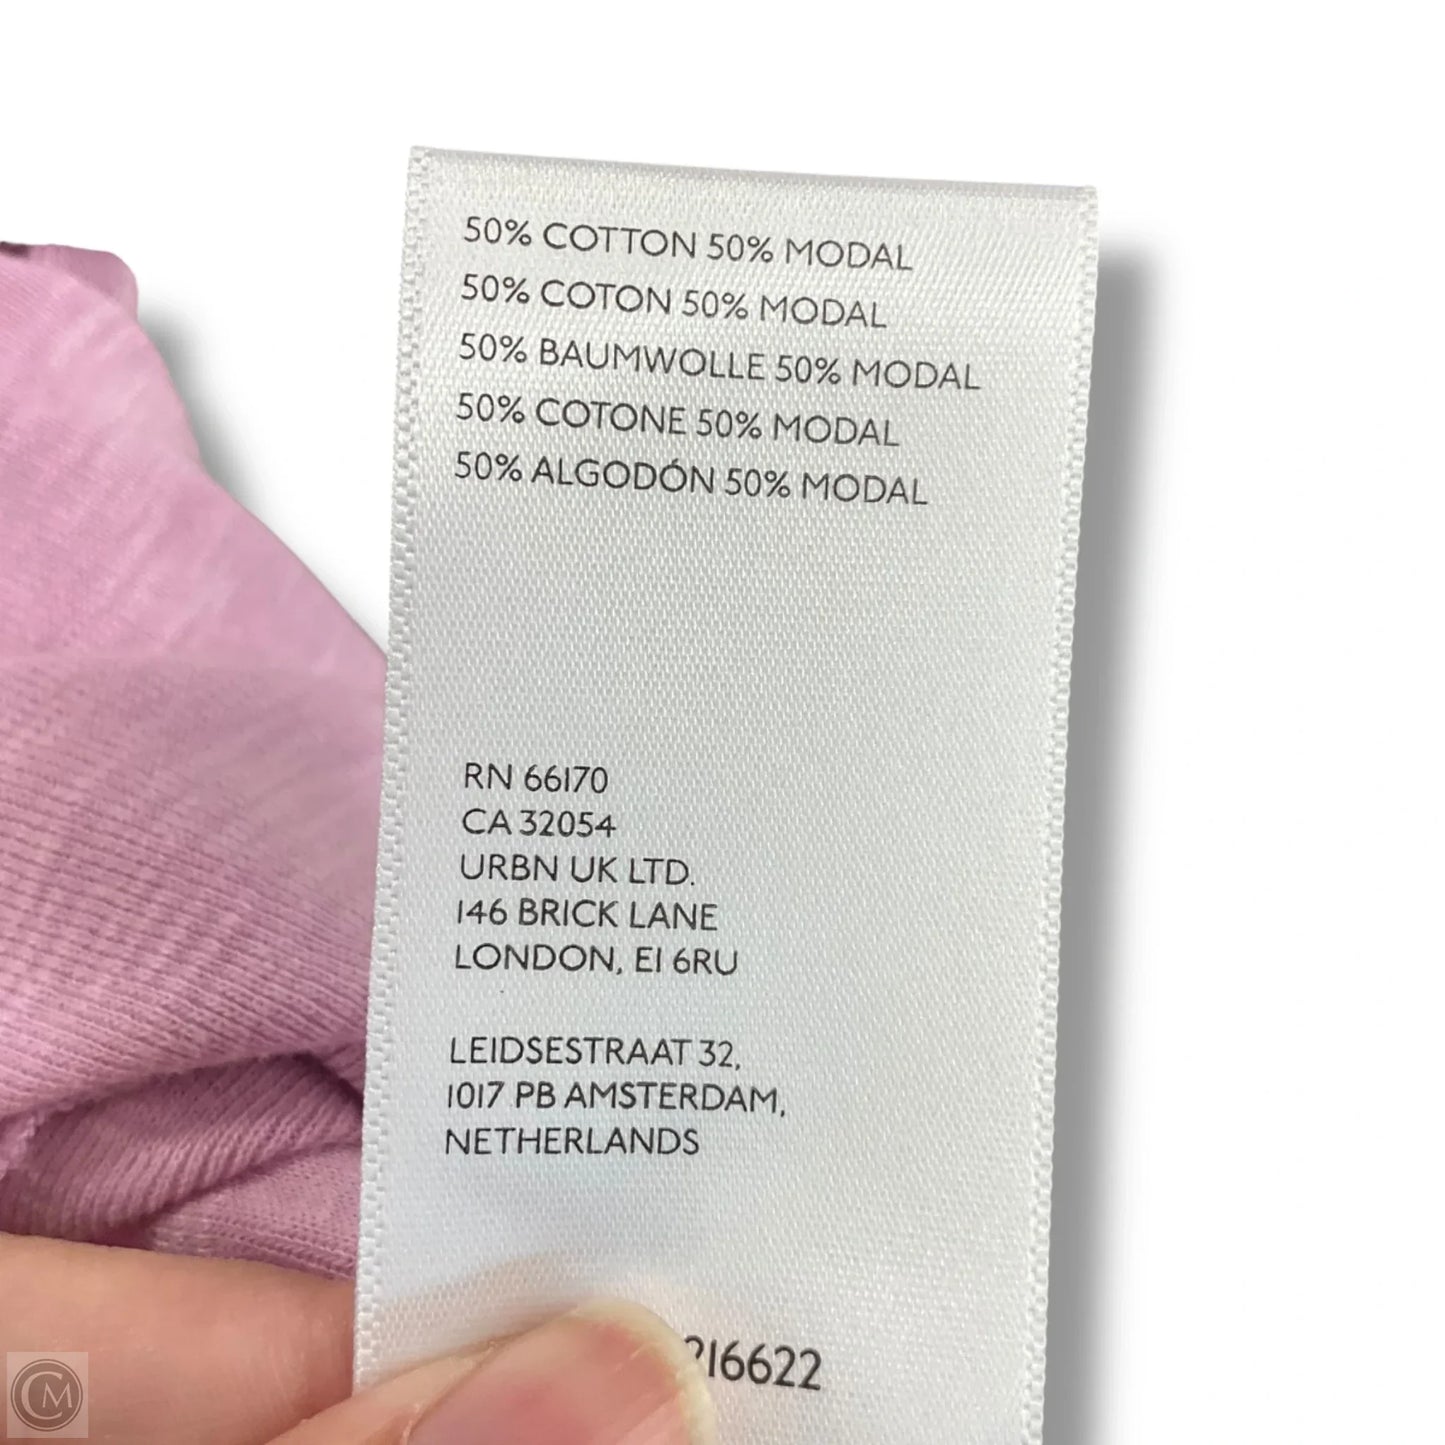 50% COTTON 50% MODAL
50% COTON 50% MODAL
50% BAUMWOLLE 50% MODAL
50% COTONE 50% MODAL
50% ALGODÓN 50% MODAL
RN 66170
CA 32054
URBN UK LTD.
146 BRICK LANE
LONDON, E1 6RU
LEIDSESTRAAT 32,
1017 PB AMSTERDAM,
NETHERLANDS
216622
CM